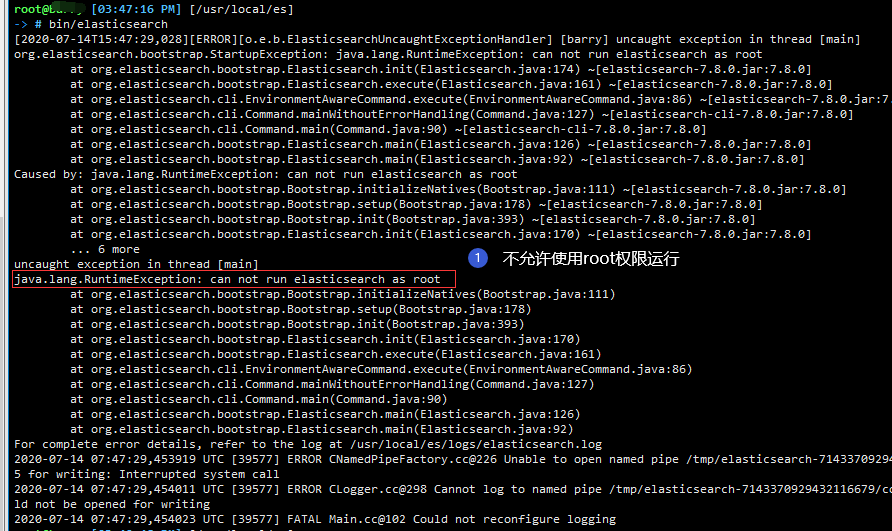 root@ [03:47:16 PM] [/usr/local/es]
-> # bin/elasticsearch
[2020-07-14T15:47:29,028][ERROR][o.e.b.ElasticsearchUncaughtExceptionHandler] [barry] uncaught exception in thread [main]
org.elasticsearch.bootstrap.StartupException: java.lang.RuntimeException: can not run elasticsearch as root
at org.elasticsearch.bootstrap.Elasticsearch.init(Elasticsearch.java:174) ~[elasticsearch-7.8.0.jar:7.8.0]
at org.elasticsearch.bootstrap.Elasticsearch.execute(Elasticsearch.java:161) ~[elasticsearch-7.8.0.jar:7.8.0]
at org.elasticsearch.cli.EnvironmentAwareCommand.execute(EnvironmentAwareCommand.java:86) ~[elasticsearch-7.8.0.jar:7.
at org.elasticsearch.cli.Command.mainWithoutErrorHandling(Command.java:127) ~[elasticsearch-cli-7.8.0.jar:7.8.0]
at org.elasticsearch.cli.Command.main(Command.java:90) ~[elasticsearch-cli-7.8.0.jar:7.8.0]
at org.elasticsearch.bootstrap.Elasticsearch.main(Elasticsearch.java:126) ~[elasticsearch-7.8.0.jar:7.8.0]
at org.elasticsearch.bootstrap.Elasticsearch.main(Elasticsearch.java:92) ~[elasticsearch-7.8.0.jar:7.8.0]
Caused by: java.lang.RuntimeException: can not run elasticsearch as root
at org.elasticsearch.bootstrap.Bootstrap.initializeNatives(Bootstrap.java:111) ~[elasticsearch-7.8.0.jar:7.8.0]
at org.elasticsearch.bootstrap.Bootstrap.setup(Bootstrap.java:178) ~[elasticsearch-7.8.0.jar:7.8.0]
at org.elasticsearch.bootstrap.Bootstrap.init(Bootstrap.java:393) ~[elasticsearch-7.8.0.jar:7.8.0]
at org.elasticsearch.bootstrap.Elasticsearch.init(Elasticsearch.java:170) ~[elasticsearch-7.8.0.jar:7.8.0]
... 6 more
uncaught exception in thread [main]
1 不允许使用root权限运行
java.lang.RuntimeException: can not run elasticsearch as root
at org.elasticsearch.bootstrap.Bootstrap.initializeNatives(Bootstrap.java:111)
at org.elasticsearch.bootstrap.Bootstrap.setup(Bootstrap.java:178)
at org.elasticsearch.bootstrap.Bootstrap.init(Bootstrap.java:393)
at org.elasticsearch.bootstrap.Elasticsearch.init(Elasticsearch.java:170)
at org.elasticsearch.bootstrap.Elasticsearch.execute(Elasticsearch.java:161)
at org.elasticsearch.cli.EnvironmentAwareCommand.execute(EnvironmentAwareCommand.java:86)
at org.elasticsearch.cli.Command.mainWithoutErrorHandling(Command.java:127)
at org.elasticsearch.cli.Command.main(Command.java:90)
at org.elasticsearch.bootstrap.Elasticsearch.main(Elasticsearch.java:126)
at org.elasticsearch.bootstrap.Elasticsearch.main(Elasticsearch.java:92)
For complete error details, refer to the log at /usr/local/es/logs/elasticsearch.log
2020-07-14 07:47:29,453919 UTC [39577] ERROR CNamedPipeFactory.cc@226 Unable to open named pipe /tmp/elasticsearch-71433709294
5 for writing: Interrupted system call
2020-07-14 07:47:29,454011 UTC [39577] ERROR CLogger.cc@298 Cannot log to named pipe /tmp/elasticsearch-7143370929432116679/co
ld not be opened for writing
2020-07-14 07:47:29,454023 UTC [39577] FATAL Main.cc@102 Could not reconfigure logging